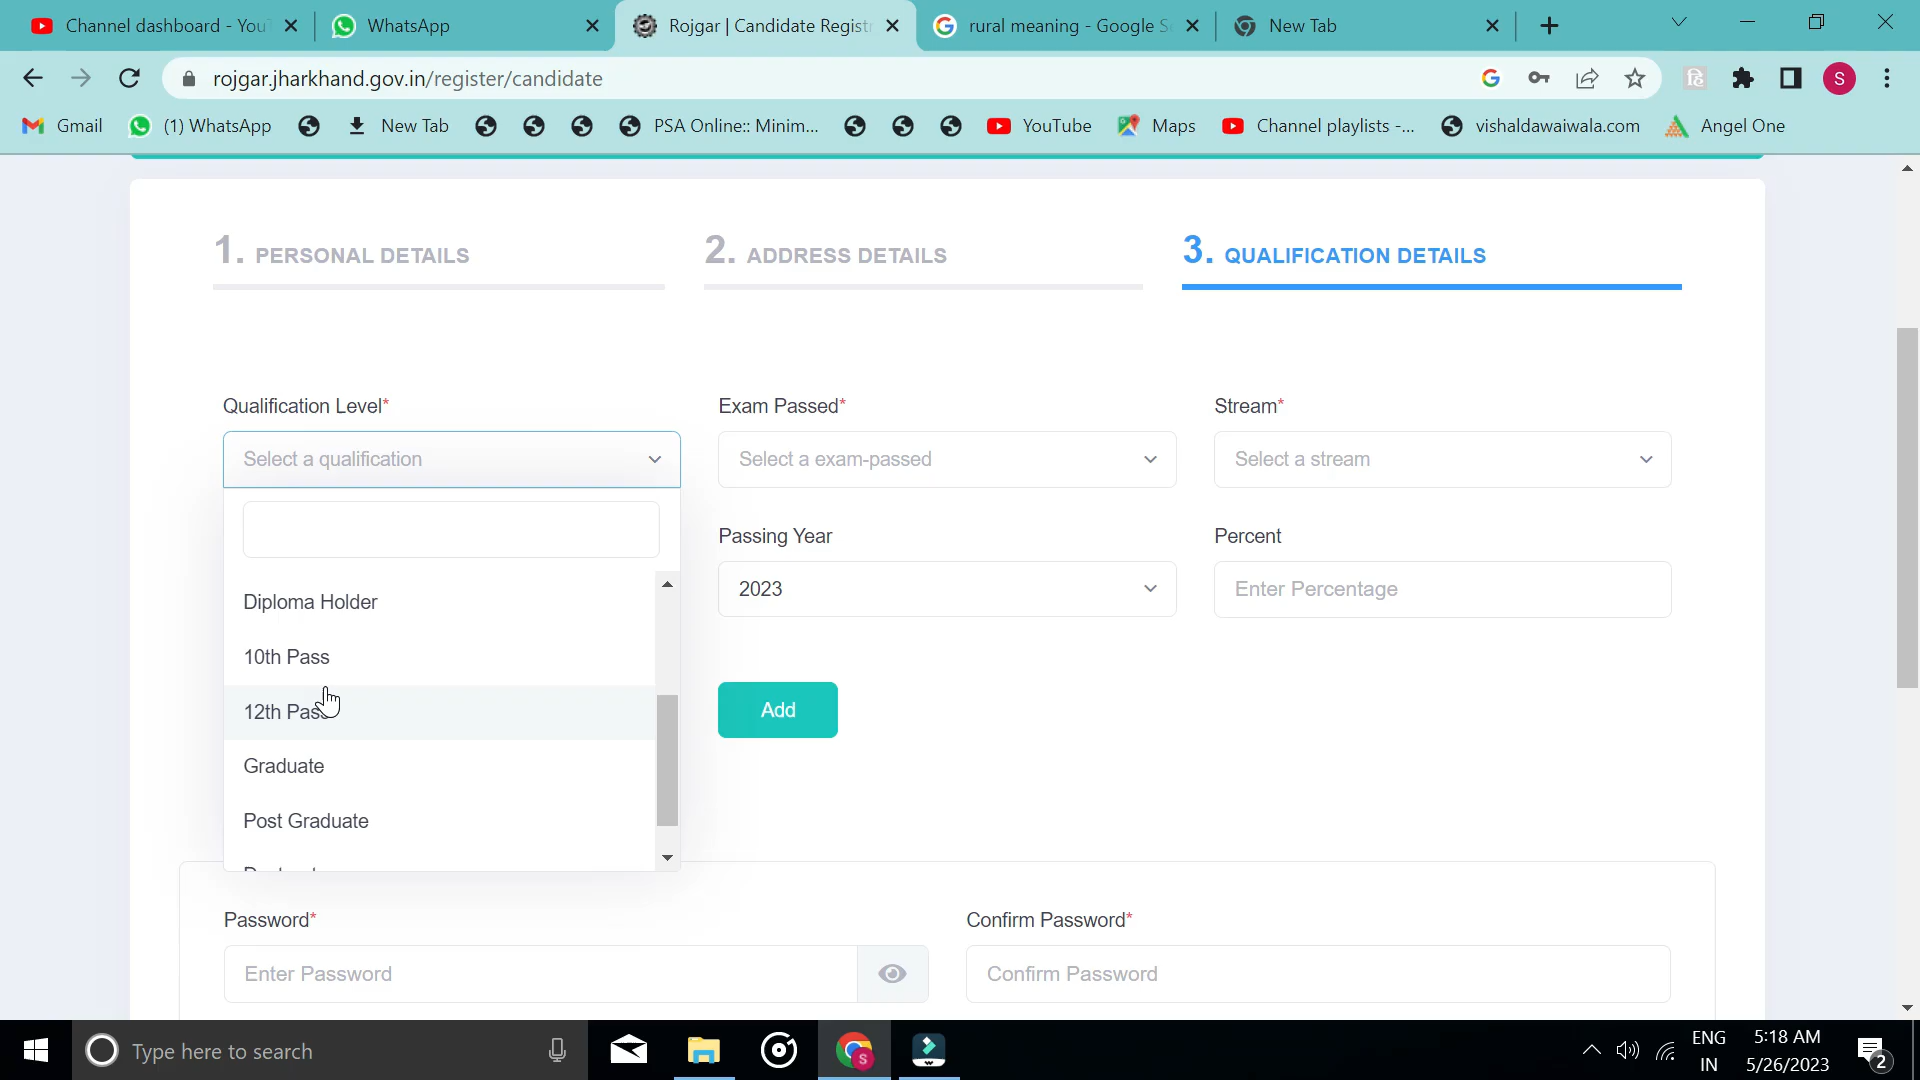 Channel dashboard - You
WhatsApp
Rojgar | Candidate Registr
rural meaning - Google S
New Tab
rojgar.jharkhand.gov.in/register/candidate
S
Gmail
(1) WhatsApp
New Tab
PSA Online:: Minim...
YouTube
Maps
Channel playlists -...
vishaldawaiwala.com
Angel One
1. PERSONAL DETAILS
2. ADDRESS DETAILS
3. QUALIFICATION DETAILS
Qualification Level*
Exam Passed*
Stream*
Select a qualification
Select a exam-passed
Select a stream
Passing Year
Percent
2023
Enter Percentage
Diploma Holder
10th Pass
12th Pass
Graduate
Post Graduate
Add
Password*
Confirm Password*
Enter Password
Confirm Password
Type here to search
S
ENG
IN
5:18 AM
5/26/2023
2